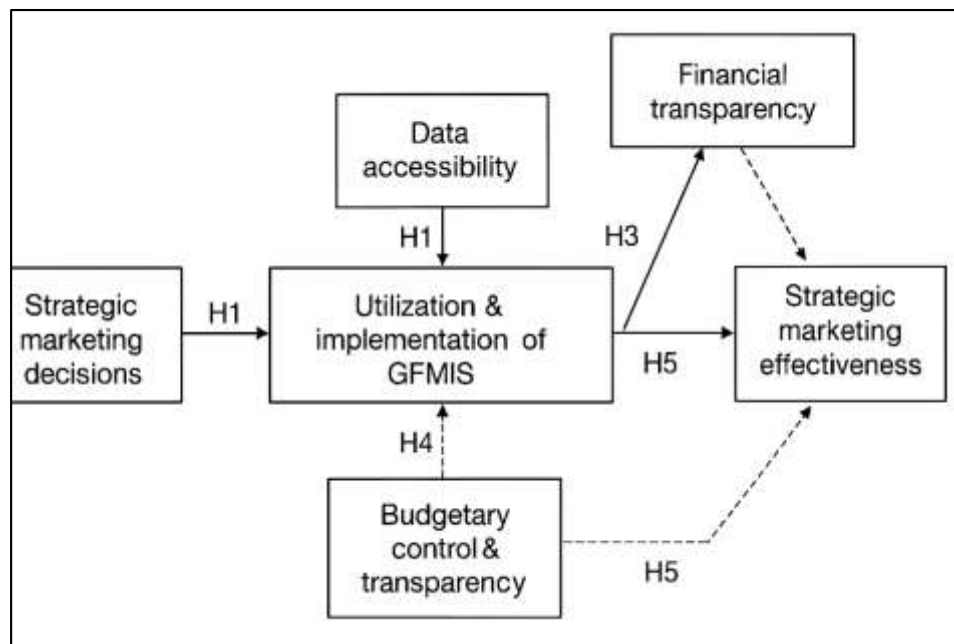 Financial
transparency
Data
accessibility
H1
H3
Strategic
marketing
decisions
H1
Utilization &
implementation of
GFMIS
H5
Strategic
marketing
effectiveness
H4
Budgetary
control &
transparency
H5